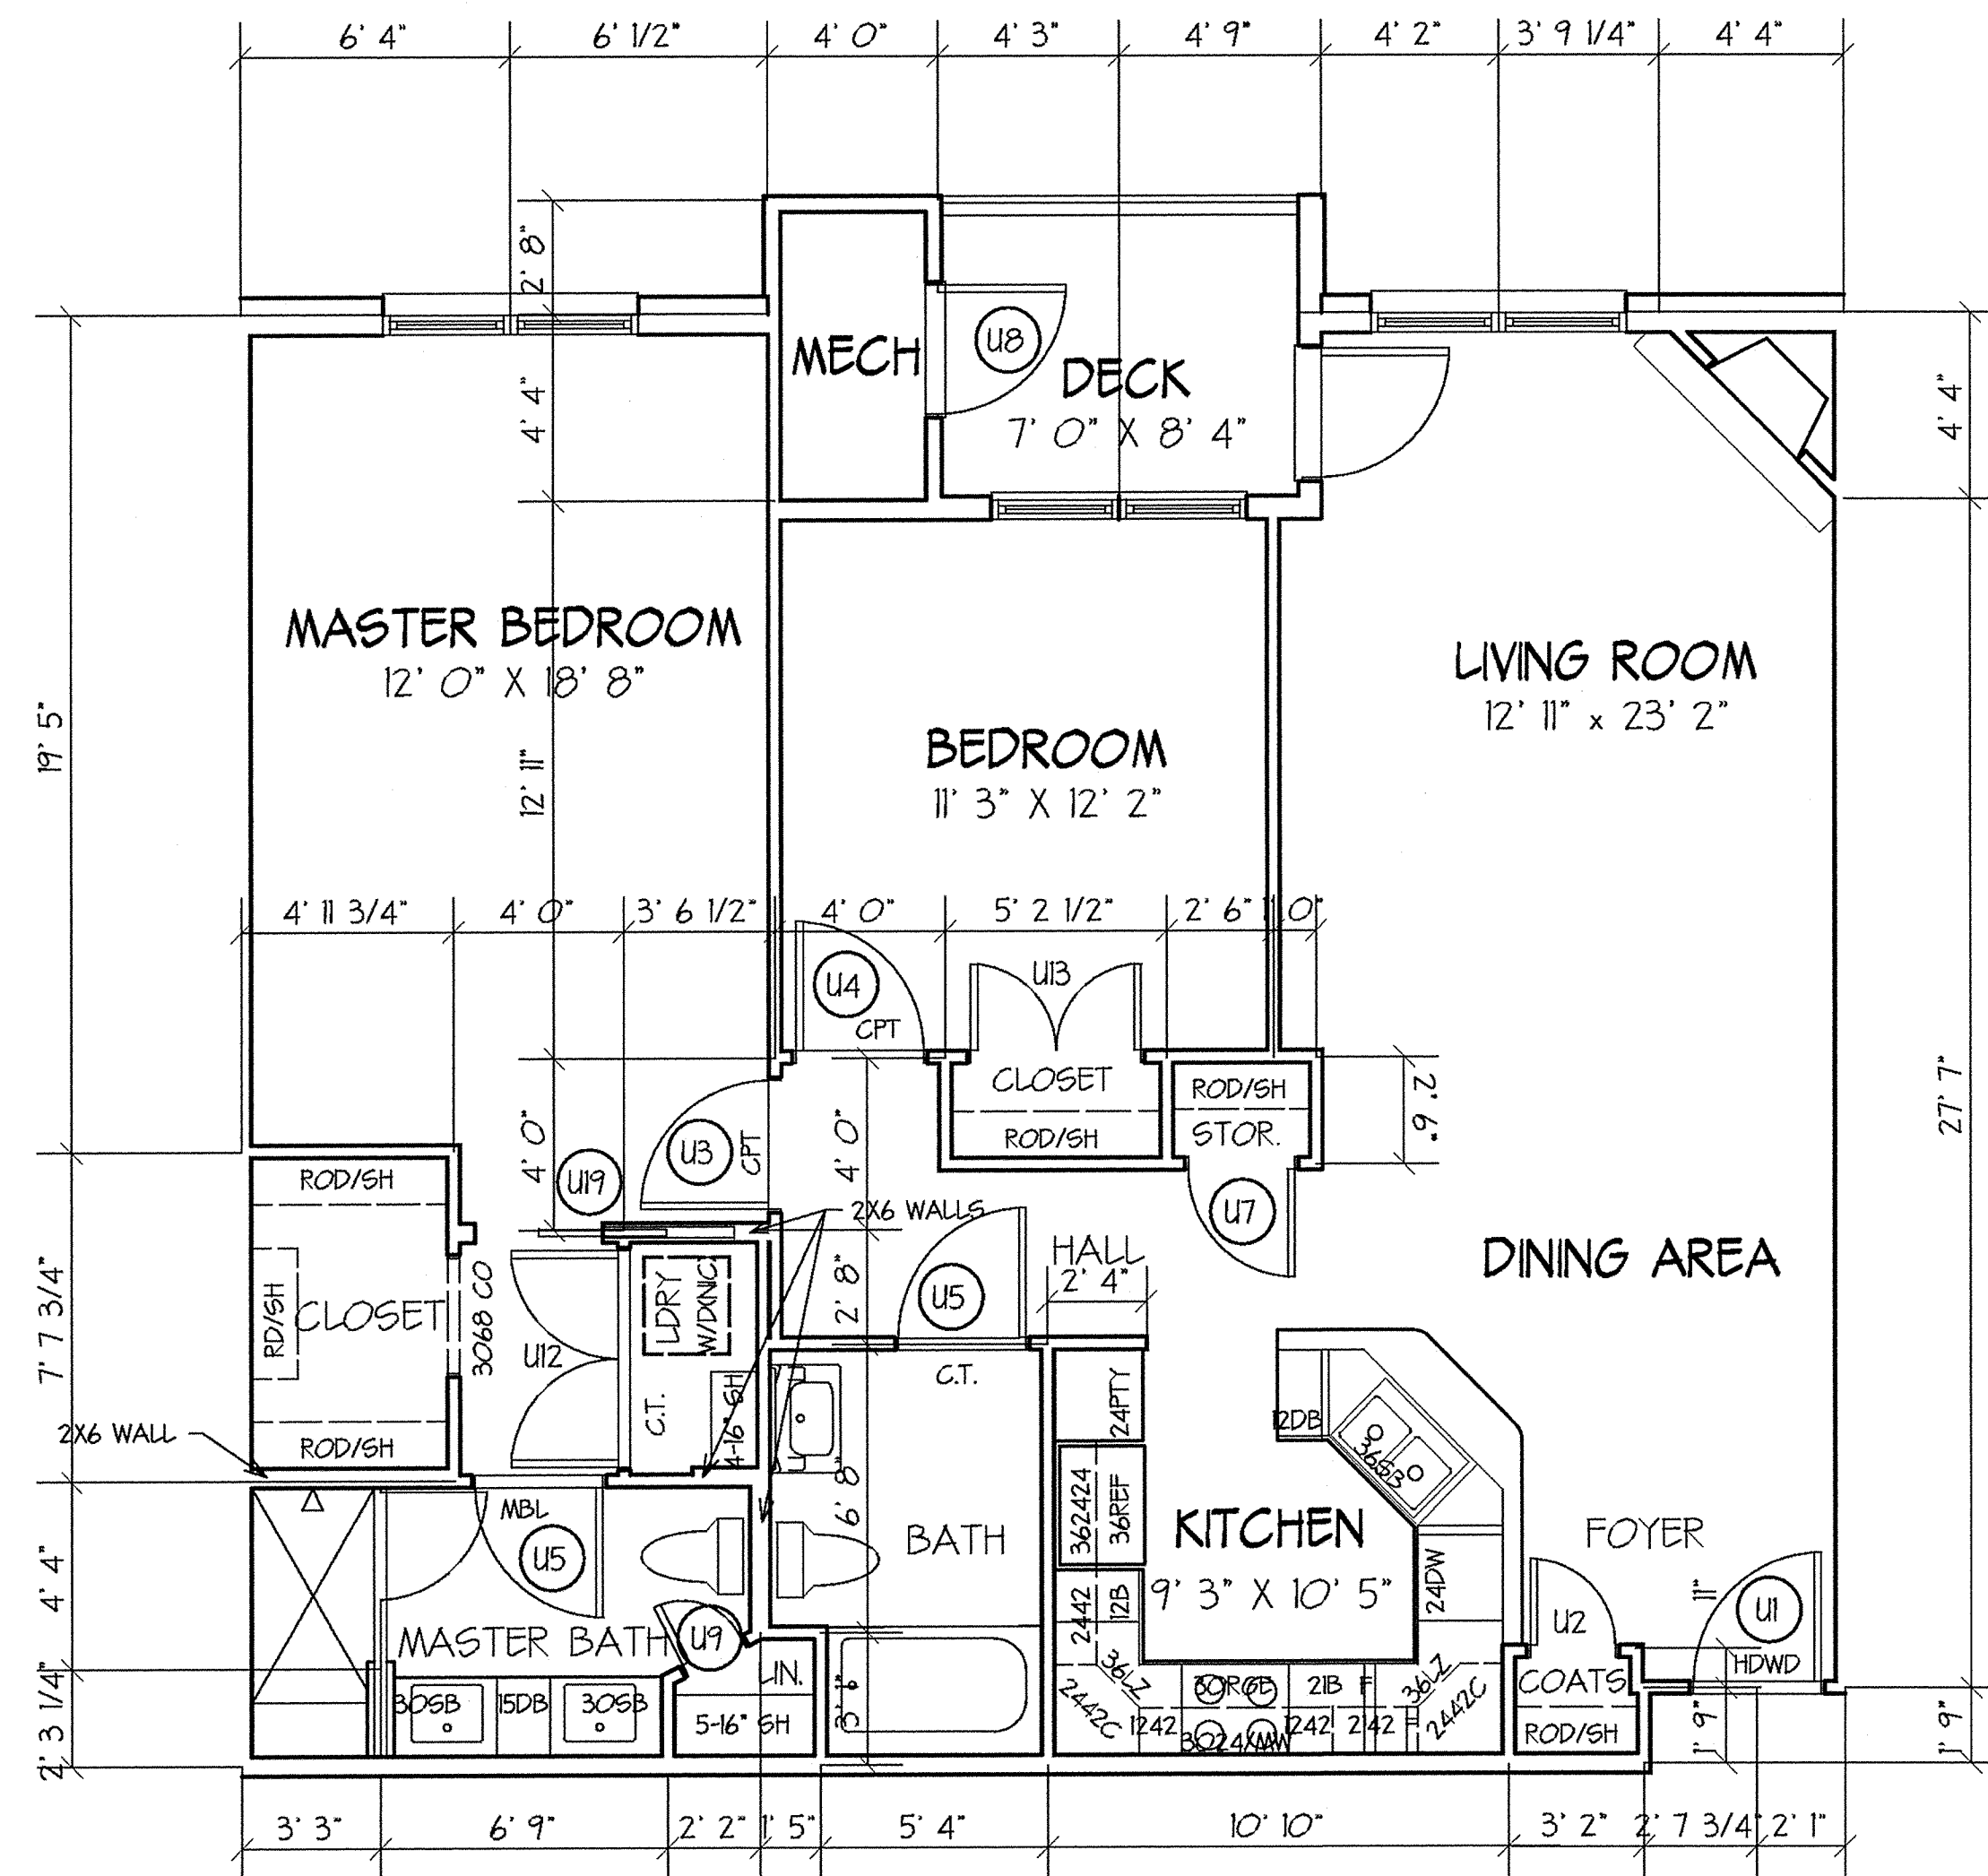 6' 4" 6' 1/2" 4' 0" 4' 3" 4' 9" 4' 2" 3' 9 1/4" 4' 4"
2' 8"
MECH
U8
DECK
7' 0" X 8' 4"
4' 4"
4' 4"
MASTER BEDROOM
12' 0" X 18' 8"
LIVING ROOM
12' 11" x 23' 2"
19' 5"
12' 11"
BEDROOM
11' 3" X 12' 2"
4' 11 3/4" 4' 0" 3' 6 1/2" 4' 0" 5' 2 1/2" 2' 6" 1' 0"
U4
CPT
U13
CLOSET
ROD/SH
ROD/SH
STOR.
2' 6"
27' 7"
4' 0"
U3
CPT
4' 0"
U19
2X6 WALLS
U7
ROD/SH
RD/SH
CLOSET
ROD/SH
3068 CO
U12
LDRY
W/D(NIC)
C.T.
4-16" SH
2' 8"
U5
HALL
2' 4"
DINING AREA
7' 7 3/4"
2X6 WALL
C.T.
24PTY
12DB
36SB
362424
36REF
KITCHEN
9' 3" X 10' 5"
24DW
FOYER
6' 8"
BATH
MBL
U5
4' 4"
MASTER BATH
U9
LIN.
5-16" SH
2442
12B
U2
11"
U1
HDWD
COATS
ROD/SH
2' 3 1/4"
30SB 15DB 30SB
3' 1"
36LZ
2442C
30RGE
21B F
36LZ
2442C
1242
3024XMW
1242
2142 F
1' 9"
1' 9"
3' 3" 6' 9" 2' 2" 1' 5" 5' 4" 10' 10" 3' 2" 2' 7 3/4" 2' 1"